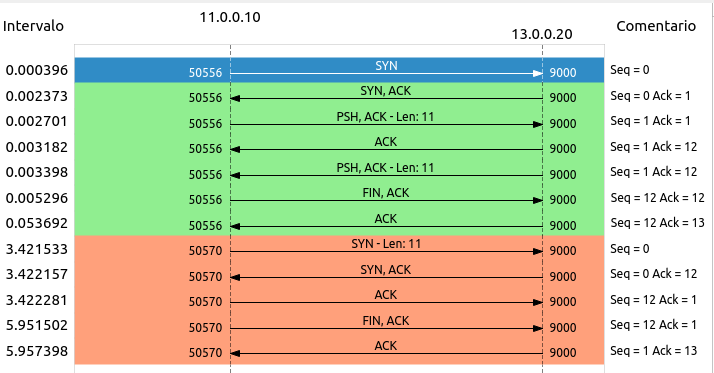 11.0.0.10
Intervalo 13.0.0.20 Comentario
0.000396 50556 SYN 9000 Seq = 0
0.002373 50556 SYN, ACK 9000 Seq = 0 Ack = 1
0.002701 50556 PSH, ACK - Len: 11 9000 Seq = 1 Ack = 1
0.003182 50556 ACK 9000 Seq = 1 Ack = 12
0.003398 50556 PSH, ACK - Len: 11 9000 Seq = 1 Ack = 12
0.005296 50556 FIN, ACK 9000 Seq = 12 Ack = 12
0.053692 50556 ACK 9000 Seq = 12 Ack = 13
3.421533 50570 SYN - Len: 11 9000 Seq = 0
3.422157 50570 SYN, ACK 9000 Seq = 0 Ack = 12
3.422281 50570 ACK 9000 Seq = 12 Ack = 1
5.951502 50570 FIN, ACK 9000 Seq = 12 Ack = 1
5.957398 50570 ACK 9000 Seq = 1 Ack = 13